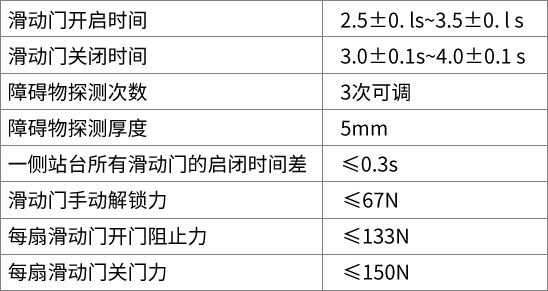 滑动门开启时间 2.5±0. ls~3.5±0. l s
滑动门关闭时间 3.0±0.1s~4.0±0.1 s
障碍物探测次数 3次可调
障碍物探测厚度 5mm
一侧站台所有滑动门的启闭时间差 ≤0.3s
滑动门手动解锁力 ≤67N
每扇滑动门开门阻止力 ≤133N
每扇滑动门关门力 ≤150N